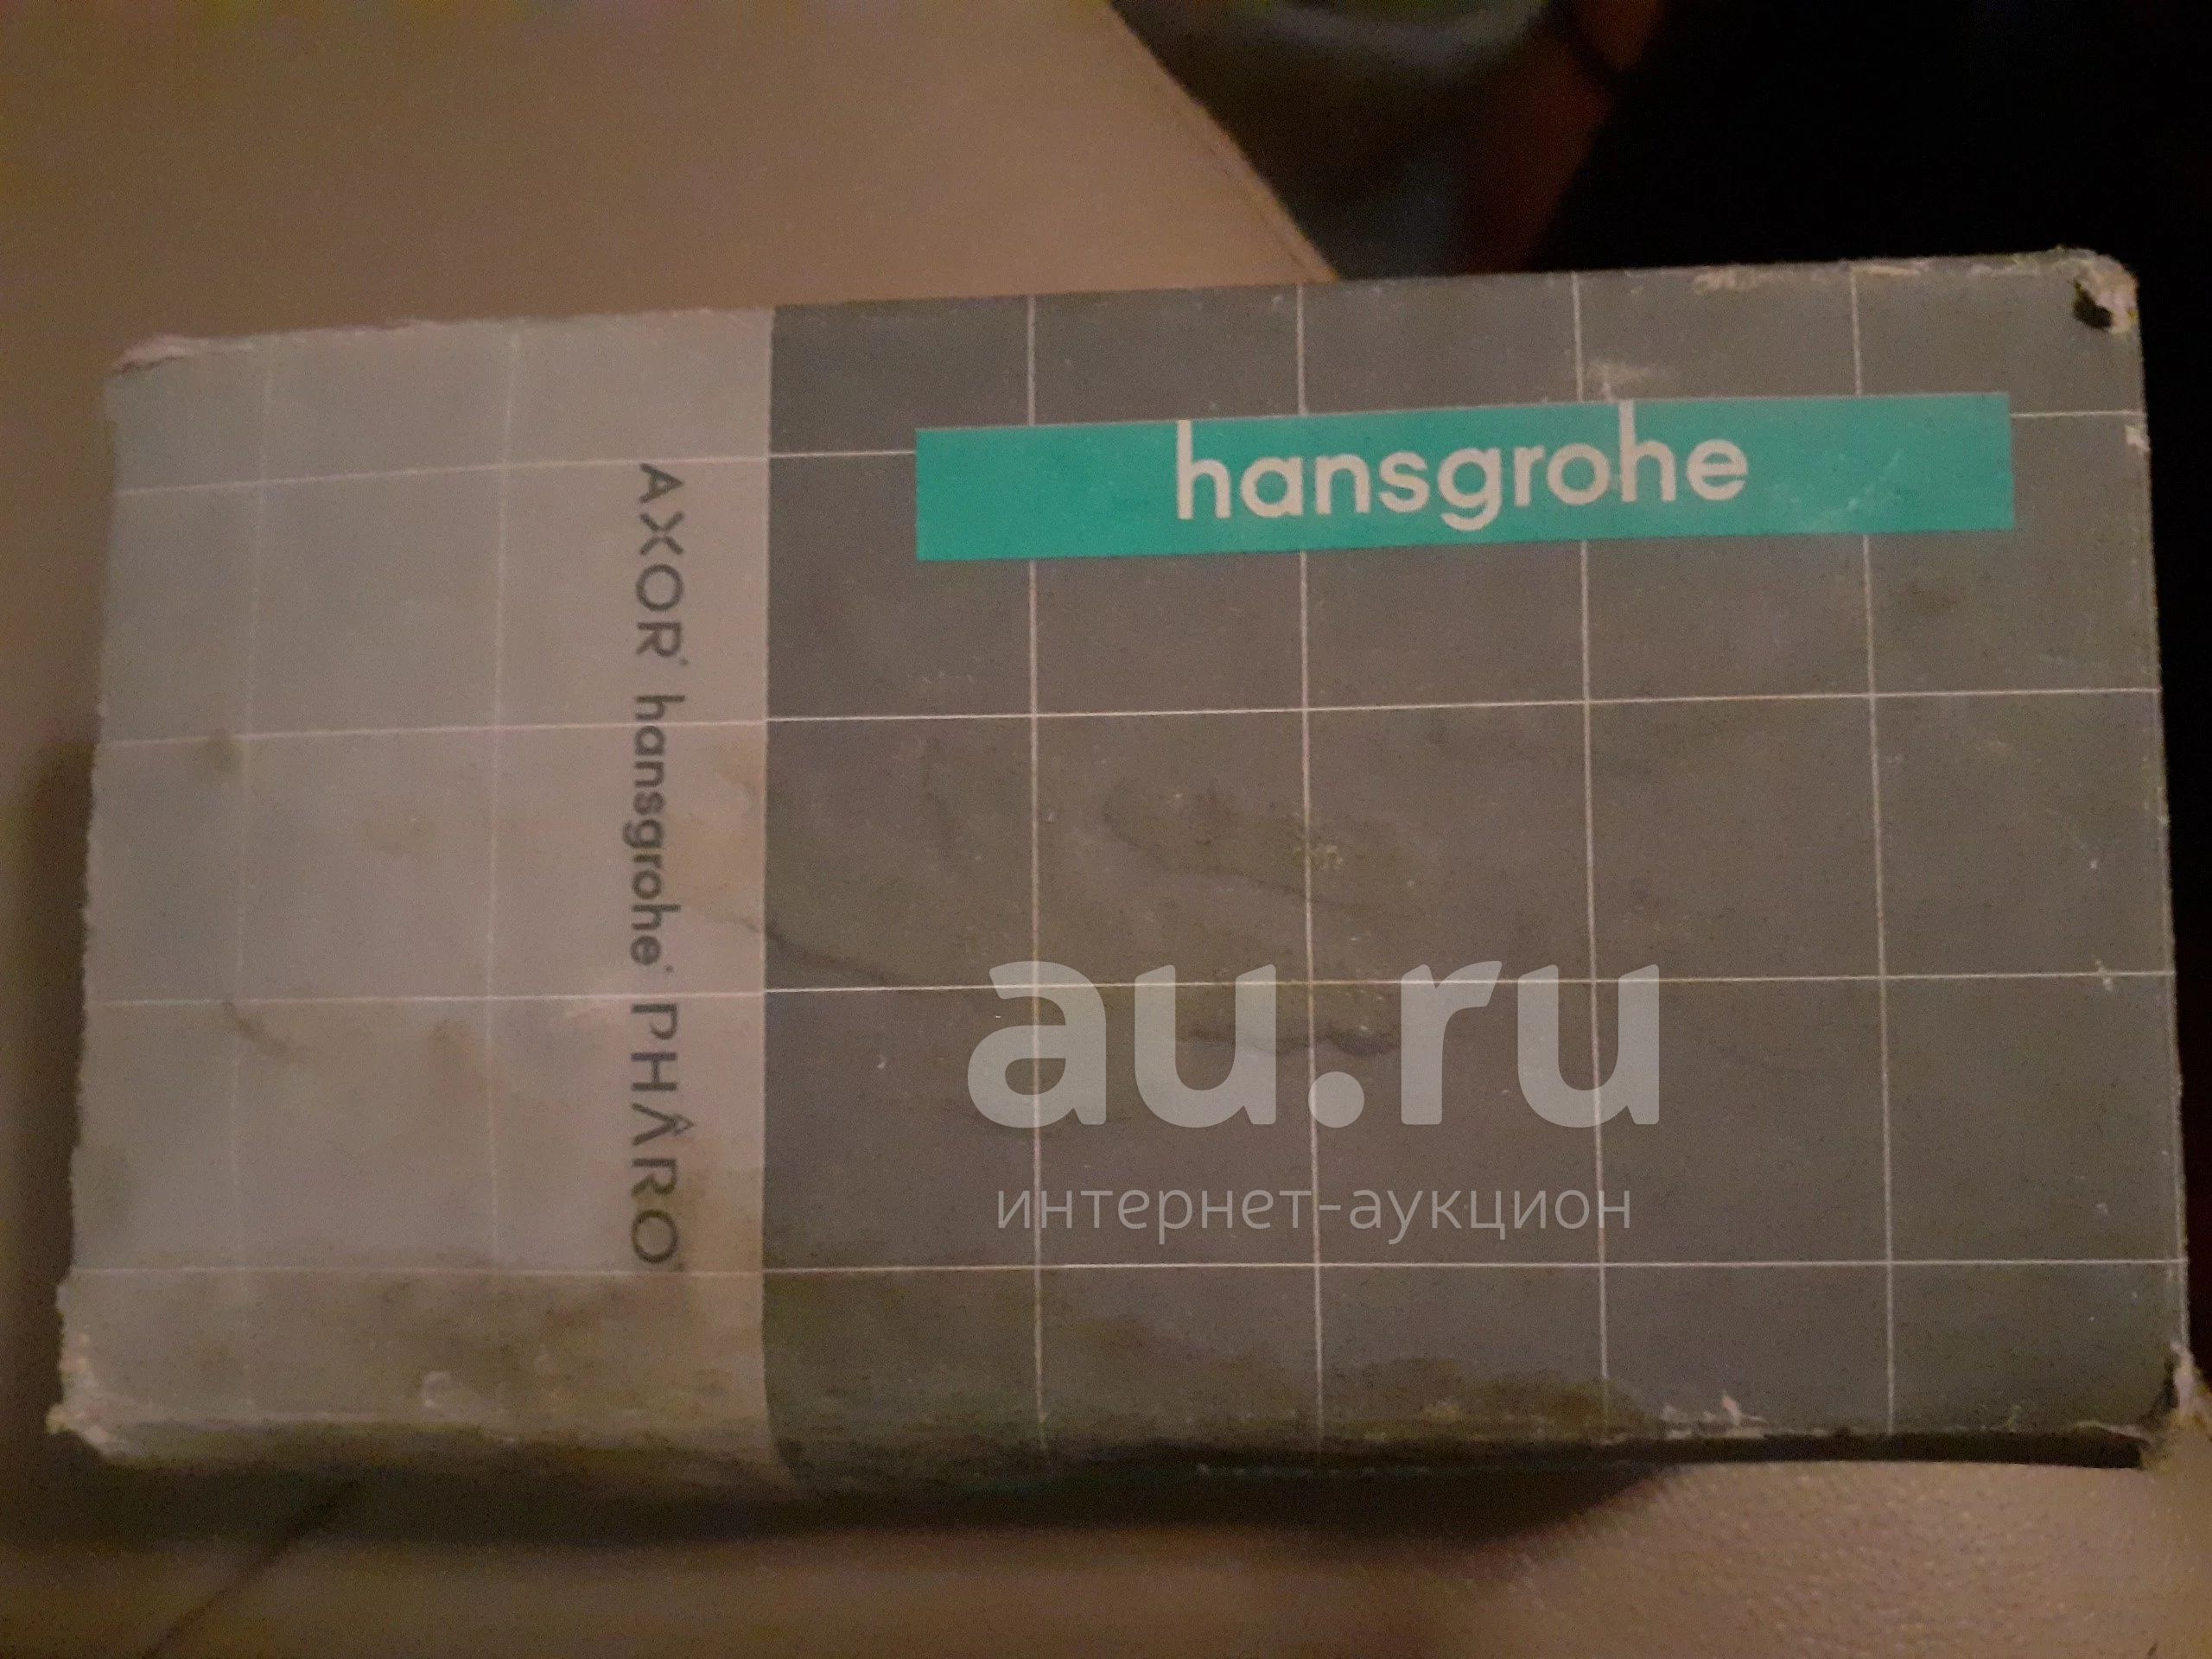 hansgrohe
AXOR® hansgrohe® PHARO®
au.ru
интернет-аукцион